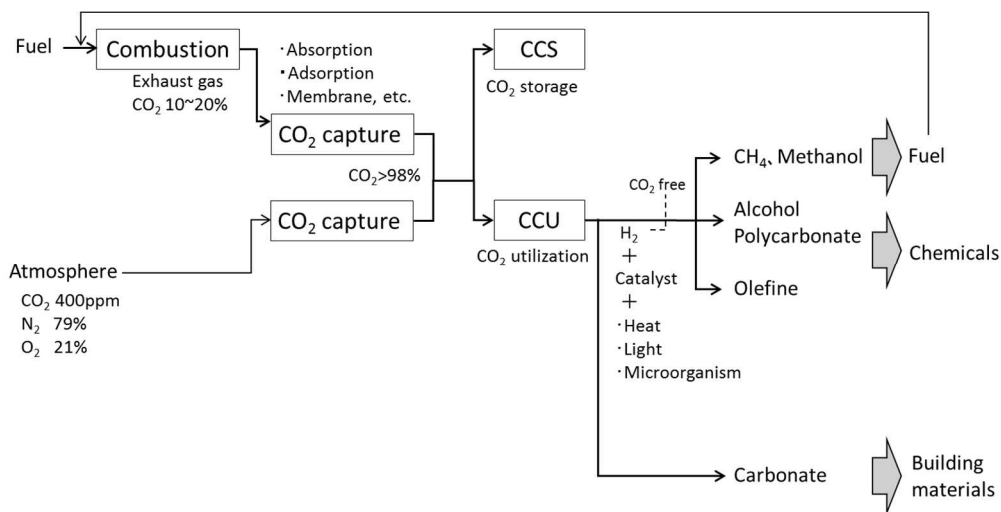 Fuel
Combustion
Exhaust gas
CO₂ 10~20%
·Absorption
·Adsorption
·Membrane, etc.
CO₂ capture
CO₂>98%
CO₂ capture
Atmosphere
CO₂ 400ppm
N₂ 79%
O₂ 21%
CCS
CO₂ storage
CCU
CO₂ utilization
CO₂ free
H₂
+
Catalyst
+
·Heat
·Light
·Microorganism
CH₄、Methanol
Fuel
Alcohol
Polycarbonate
Chemicals
Olefine
Carbonate
Building
materials